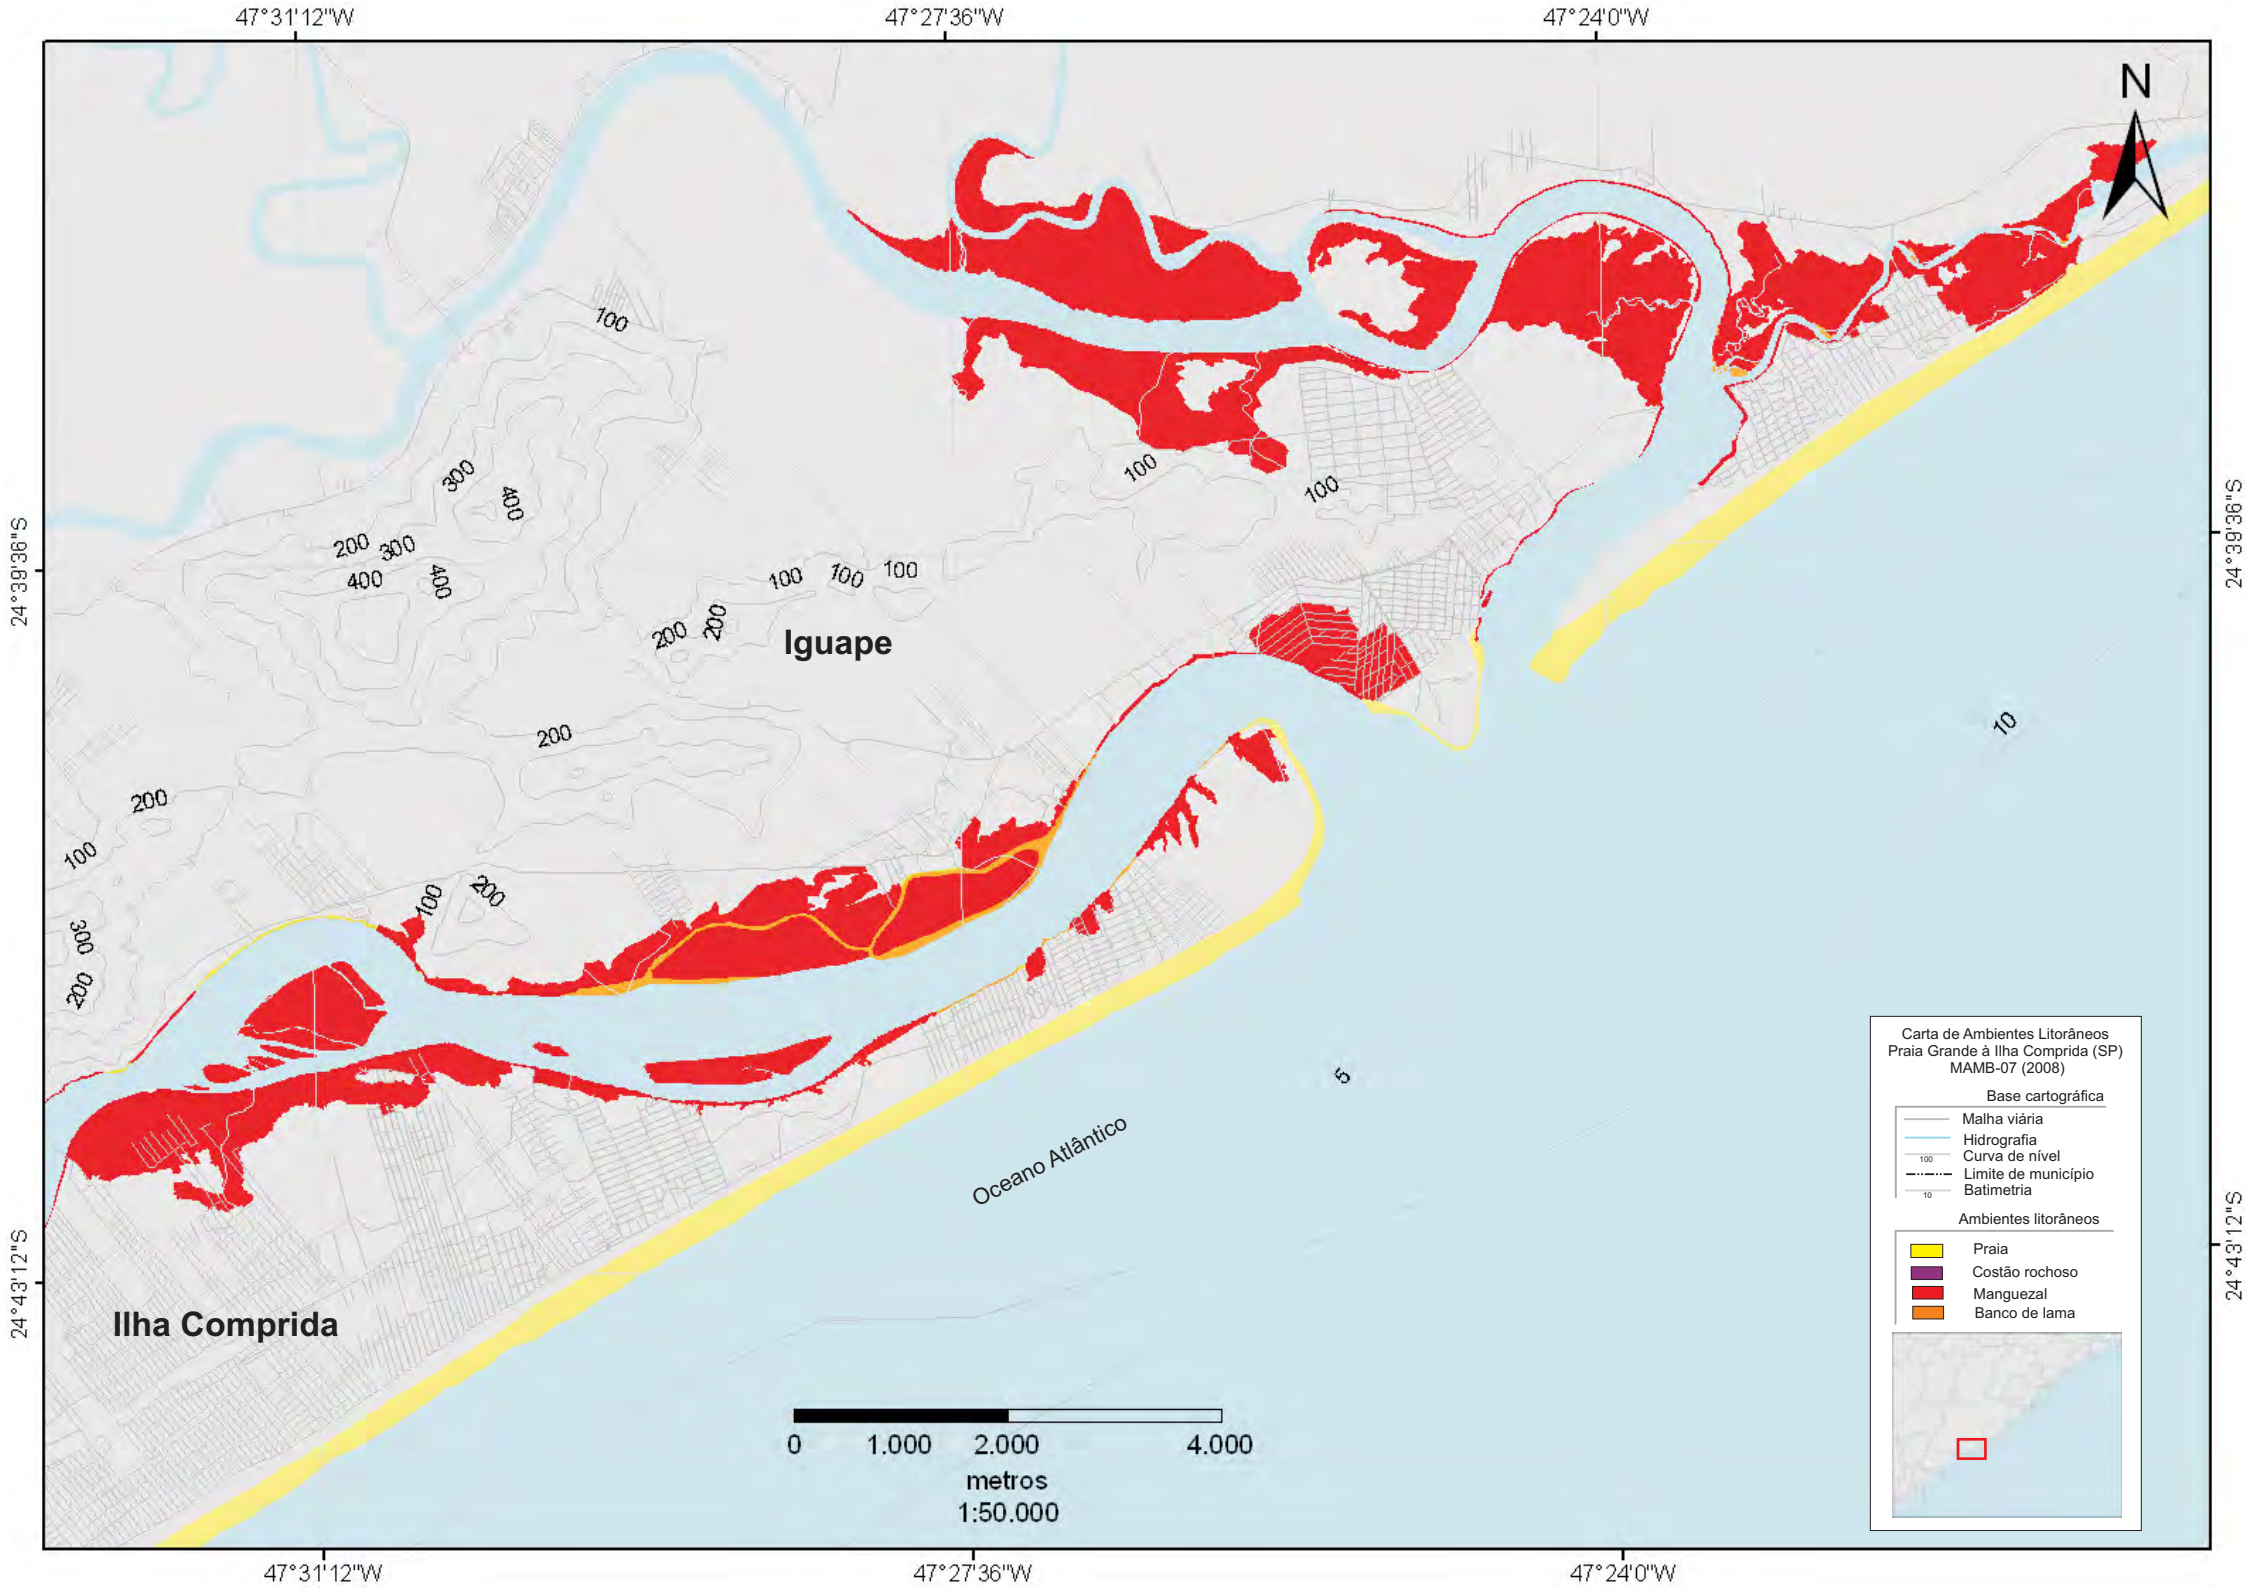 47°31'12"W
47°27'36"W
47°24'0"W
N
100
300
400
200
300
400
400
100
100
24°39'36"S
24°39'36"S
100
100
100
200
200
Iguape
200
10
200
100
100
200
300
200
5
Oceano Atlântico
24°43'12"S
24°43'12"S
Ilha Comprida
0
1.000
2.000
4.000
metros
1:50.000
Carta de Ambientes Litorâneos
Praia Grande à Ilha Comprida (SP)
MAMB-07 (2008)
Base cartográfica
Malha viária
Hidrografia
100 Curva de nível
Limite de município
10 Batimetria
Ambientes litorâneos
Praia
Costão rochoso
Manguezal
Banco de lama
47°31'12"W
47°27'36"W
47°24'0"W